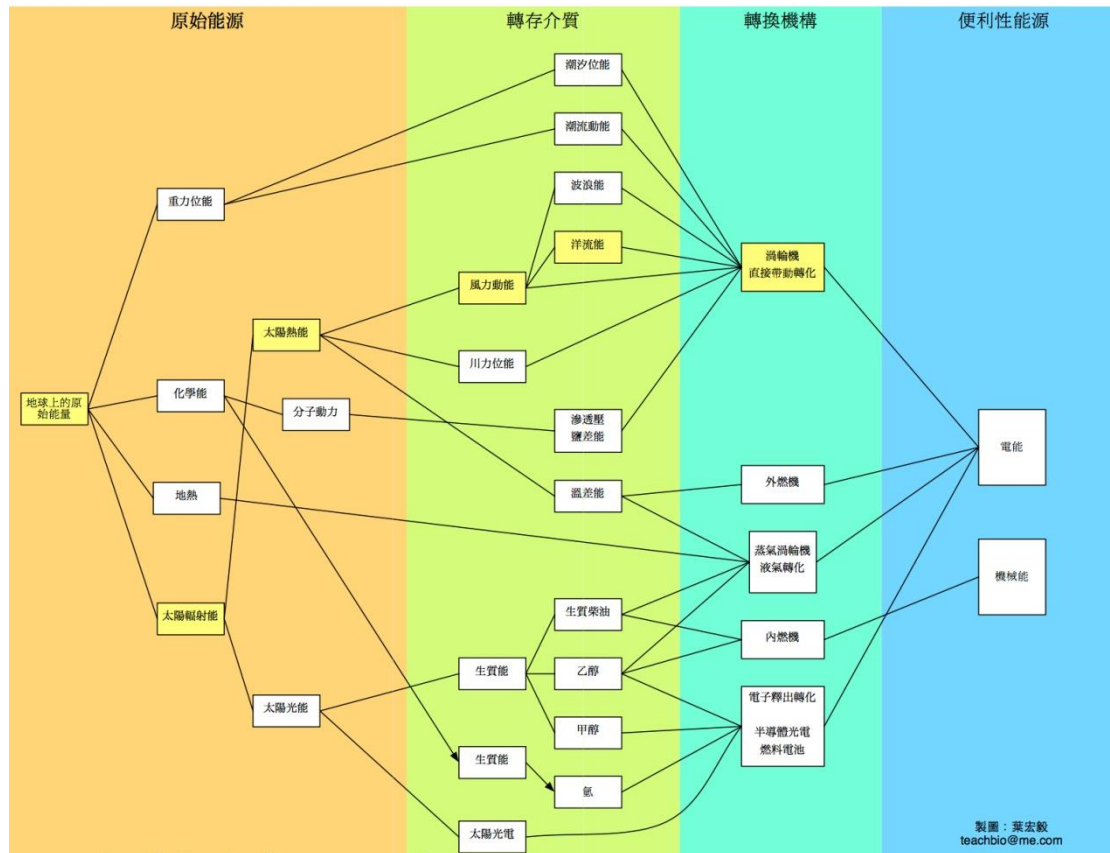 原始能源
轉存介質
轉換機構
便利性能源
潮汐位能
潮流動能
波浪能
重力位能
洋流能
渦輪機
直接帶動轉化
風力動能
太陽熱能
川力位能
化學能
地球上的原
始能量
分子動力
滲透壓
鹽差能
電能
溫差能
外燃機
地熱
蒸氣渦輪機
液氣轉化
機械能
太陽輻射能
生質柴油
內燃機
生質能
乙醇
太陽光能
電子釋出轉化
半導體光電
燃料電池
甲醇
生質能
氫
太陽光電
製圖：葉宏毅
teachbio@me.com